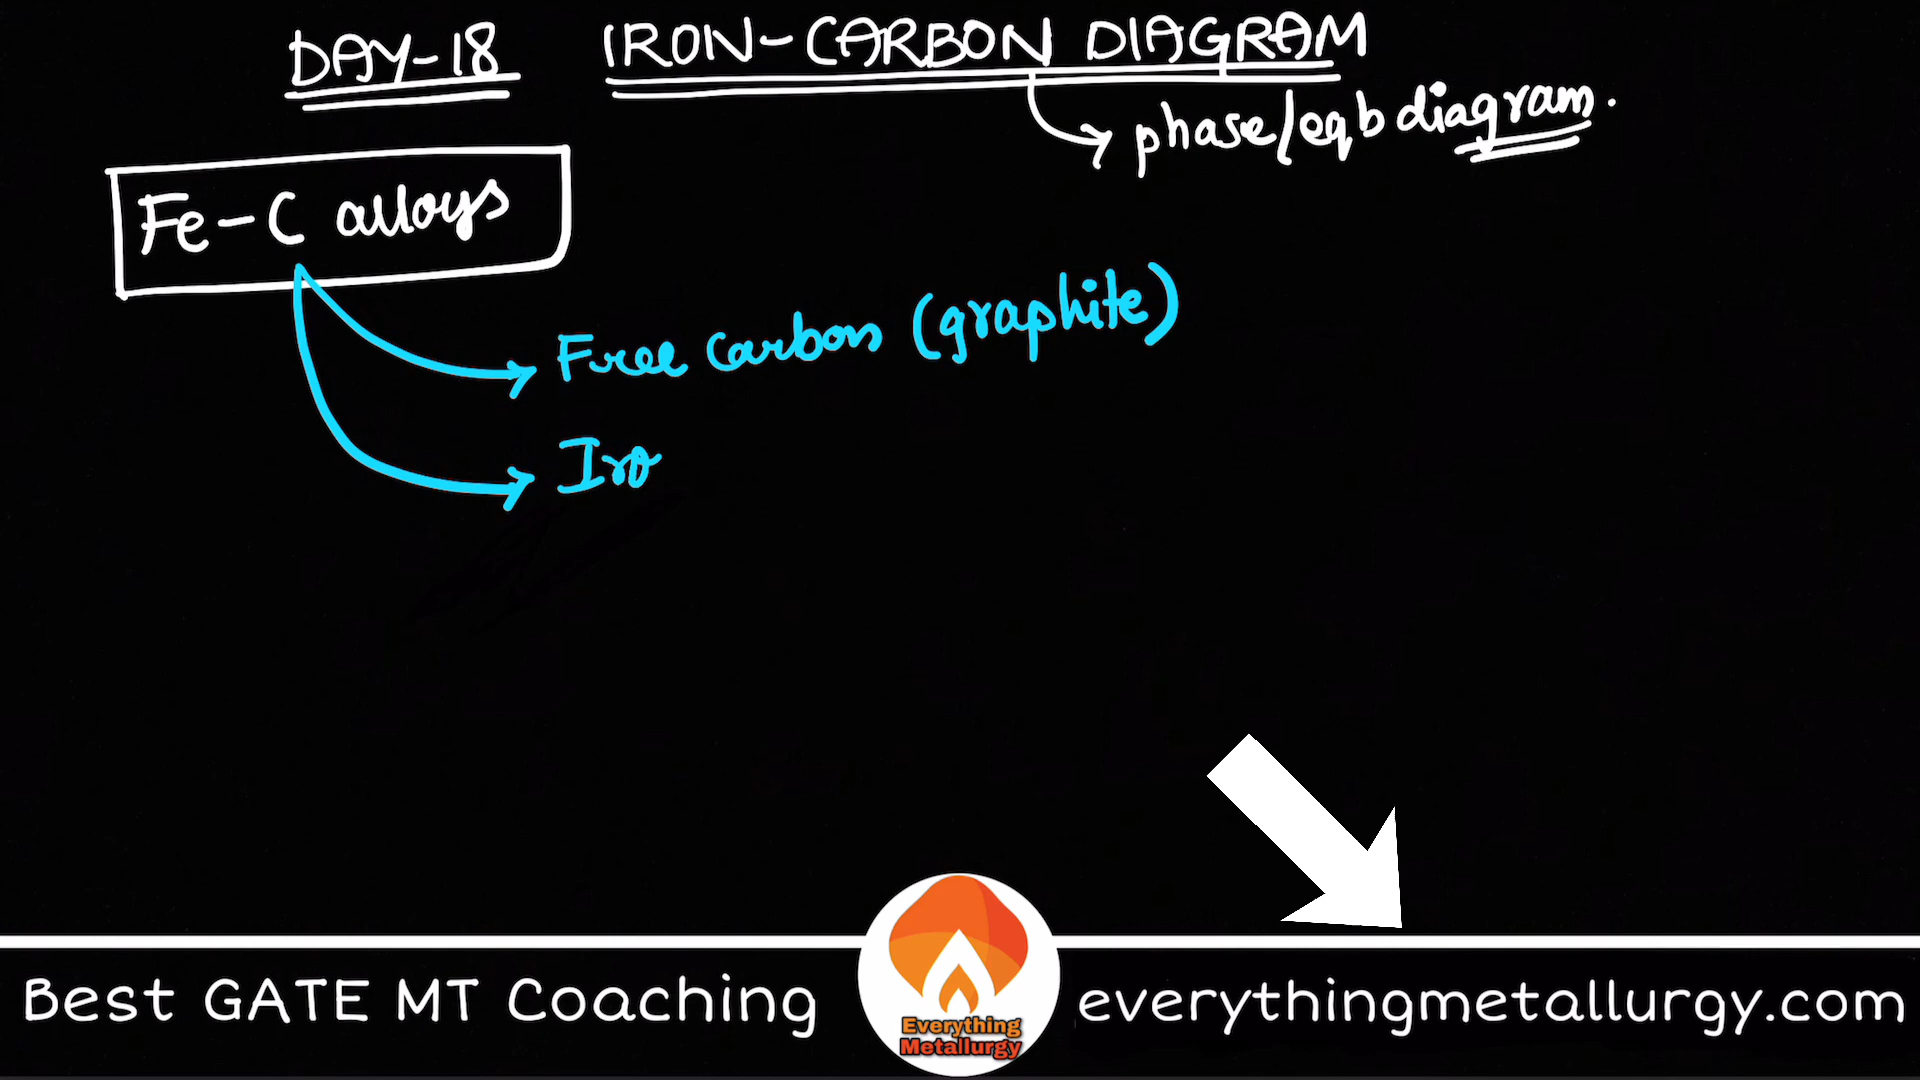 DAY-18 IRON-CARBON DIAGRAM
phase/eqb diagram.
Fe-C alloys
Free Carbon (graphite)
Iro
Best GATE MT Coaching
Everything
Metallurgy
everythingmetallurgy.com